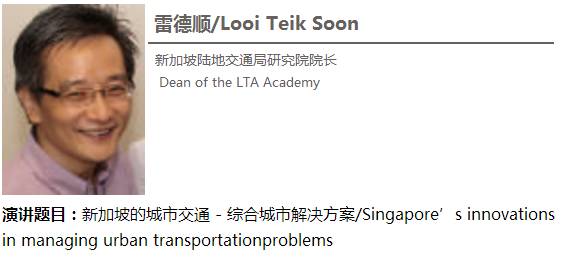 雷德顺/Looi Teik Soon
新加坡陆地交通局研究院院长
Dean of the LTA Academy
演讲题目：新加坡的城市交通 - 综合城市解决方案/Singapore’s innovations
in managing urban transportationproblems